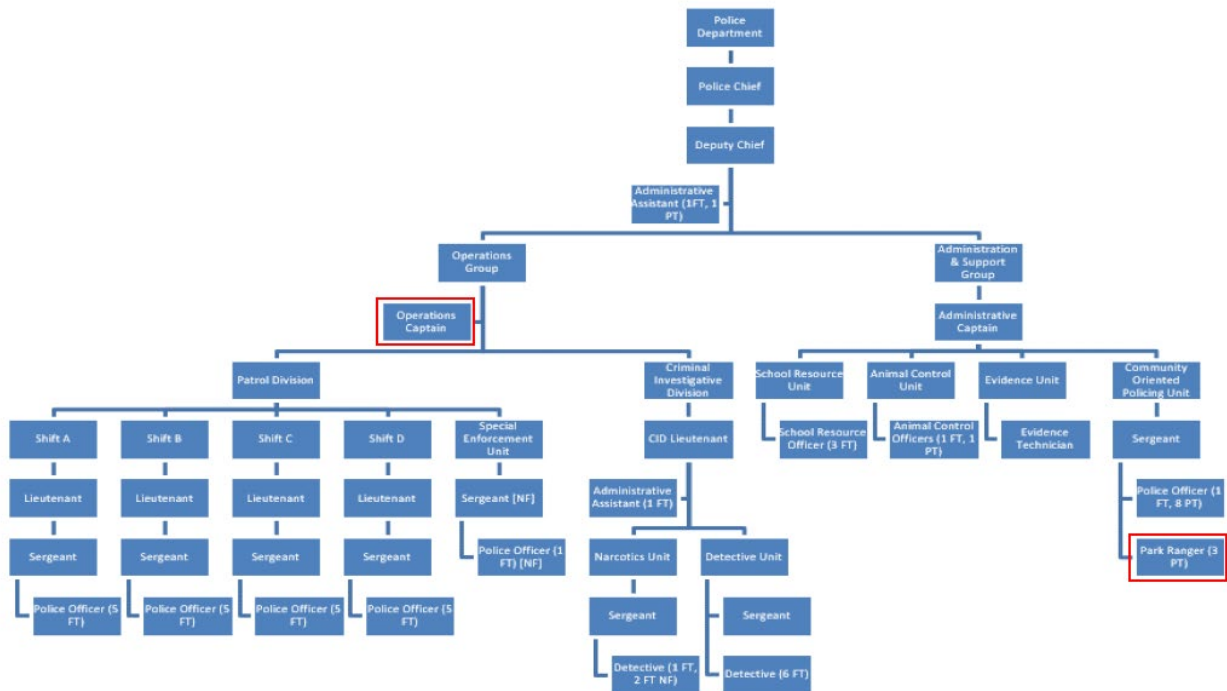 Police
Department
Police Chief
Deputy Chief
Administrative
Assistant (1FT, 1
PT)
Operations
Group
Administration
& Support
Group
Operations
Captain
Administrative
Captain
Patrol Division
Criminal
Investigative
Division
School Resource
Unit
Animal Control
Unit
Evidence Unit
Community
Oriented
Policing Unit
Shift A
Shift B
Shift C
Shift D
Special
Enforcement
Unit
CID Lieutenant
School Resource
Officer (3 FT)
Animal Control
Officers (1 FT, 1
PT)
Evidence
Technician
Sergeant
Lieutenant
Lieutenant
Lieutenant
Lieutenant
Sergeant [NF]
Administrative
Assistant (1 FT)
Police Officer (1
FT, 8 PT)
Sergeant
Sergeant
Sergeant
Sergeant
Police Officer (1
FT) [NF]
Narcotics Unit
Detective Unit
Park Ranger (3
PT)
Police Officer (5
FT)
Police Officer (5
FT)
Police Officer (5
FT)
Police Officer (5
FT)
Sergeant
Sergeant
Detective (1 FT,
2 FT NF)
Detective (6 FT)